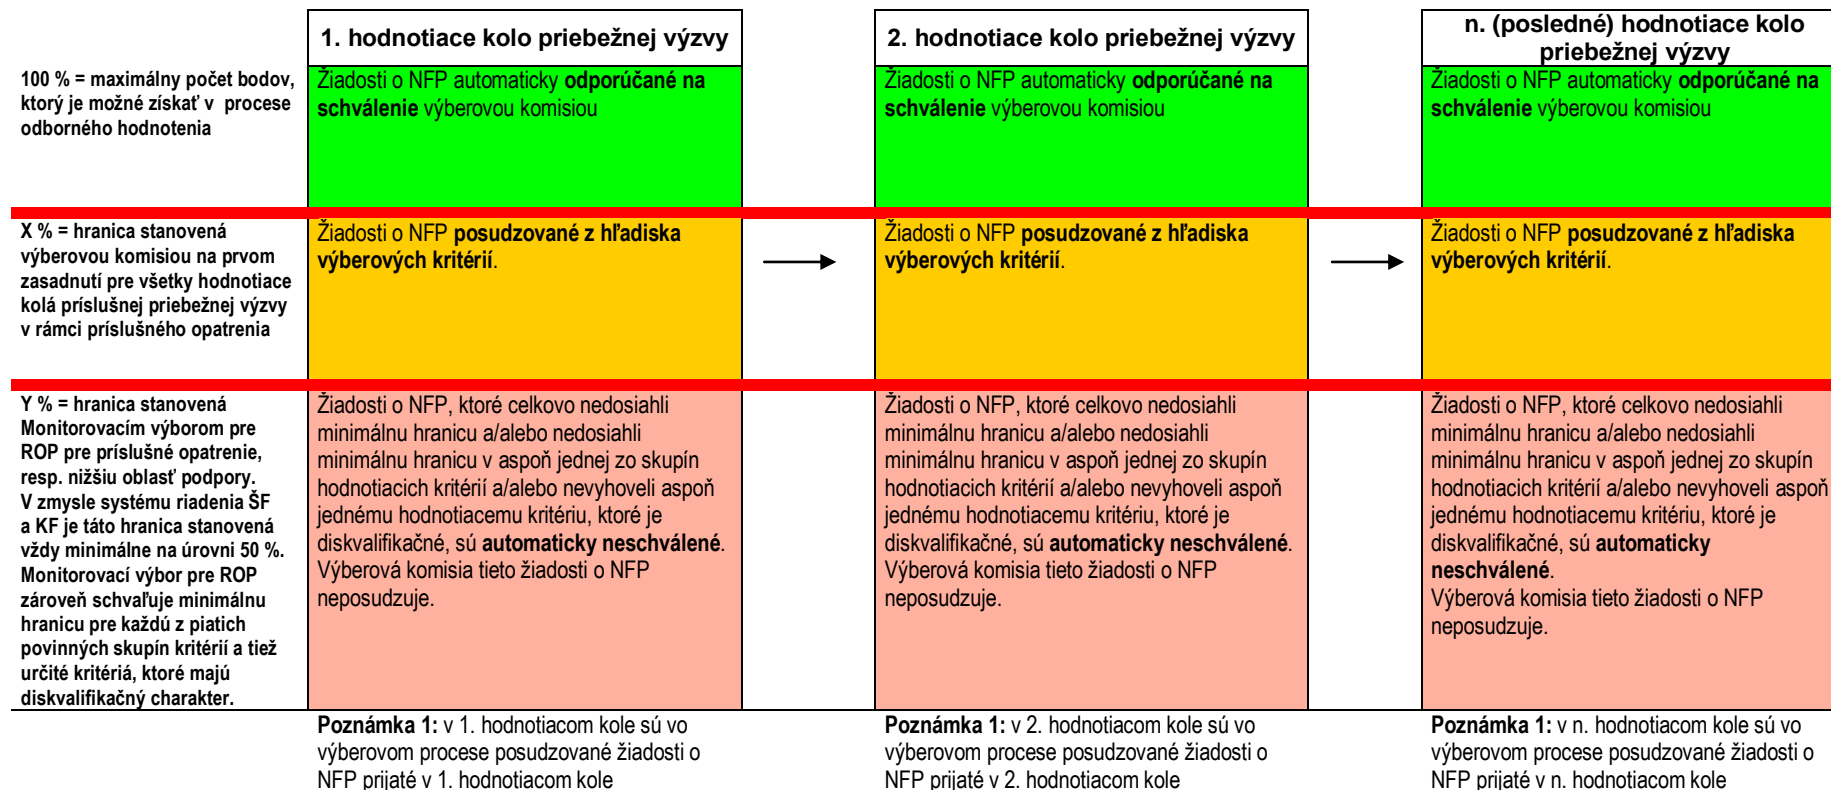 1. hodnotiace kolo priebežnej výzvy
2. hodnotiace kolo priebežnej výzvy
n. (posledné) hodnotiace kolo
priebežnej výzvy
100 % = maximálny počet bodov,
ktorý je možné získať v procese
odborného hodnotenia
Žiadosti o NFP automaticky odporúčané na
schválenie výberovou komisiou
Žiadosti o NFP automaticky odporúčané na
schválenie výberovou komisiou
Žiadosti o NFP automaticky odporúčané na
schválenie výberovou komisiou
X % = hranica stanovená
výberovou komisiou na prvom
zasadnutí pre všetky hodnotiace
kolá príslušnej priebežnej výzvy
v rámci príslušného opatrenia
Žiadosti o NFP posudzované z hľadiska
výberových kritérií.
Žiadosti o NFP posudzované z hľadiska
výberových kritérií.
Žiadosti o NFP posudzované z hľadiska
výberových kritérií.
Y % = hranica stanovená
Monitorovacím výborom pre
ROP pre príslušné opatrenie,
resp. nižšiu oblasť podpory.
V zmysle systému riadenia ŠF
a KF je táto hranica stanovená
vždy minimálne na úrovni 50 %.
Monitorovací výbor pre ROP
zároveň schvaľuje minimálnu
hranicu pre každú z piatich
povinných skupín kritérií a tiež
určité kritériá, ktoré majú
diskvalifikačný charakter.
Žiadosti o NFP, ktoré celkovo nedosiahli
minimálnu hranicu a/alebo nedosiahli
minimálnu hranicu v aspoň jednej zo skupín
hodnotiacich kritérií a/alebo nevyhoveli aspoň
jednému hodnotiacemu kritériu, ktoré je
diskvalifikačné, sú automaticky neschválené.
Výberová komisia tieto žiadosti o NFP
neposudzuje.
Žiadosti o NFP, ktoré celkovo nedosiahli
minimálnu hranicu a/alebo nedosiahli
minimálnu hranicu v aspoň jednej zo skupín
hodnotiacich kritérií a/alebo nevyhoveli aspoň
jednému hodnotiacemu kritériu, ktoré je
diskvalifikačné, sú automaticky neschválené.
Výberová komisia tieto žiadosti o NFP
neposudzuje.
Žiadosti o NFP, ktoré celkovo nedosiahli
minimálnu hranicu a/alebo nedosiahli
minimálnu hranicu v aspoň jednej zo skupín
hodnotiacich kritérií a/alebo nevyhoveli aspoň
jednému hodnotiacemu kritériu, ktoré je
diskvalifikačné, sú automaticky
neschválené.
Výberová komisia tieto žiadosti o NFP
neposudzuje.
Poznámka 1: v 1. hodnotiacom kole sú vo
výberovom procese posudzované žiadosti o
NFP prijaté v 1. hodnotiacom kole
Poznámka 1: v 2. hodnotiacom kole sú vo
výberovom procese posudzované žiadosti o
NFP prijaté v 2. hodnotiacom kole
Poznámka 1: v n. hodnotiacom kole sú vo
výberovom procese posudzované žiadosti o
NFP prijaté v n. hodnotiacom kole